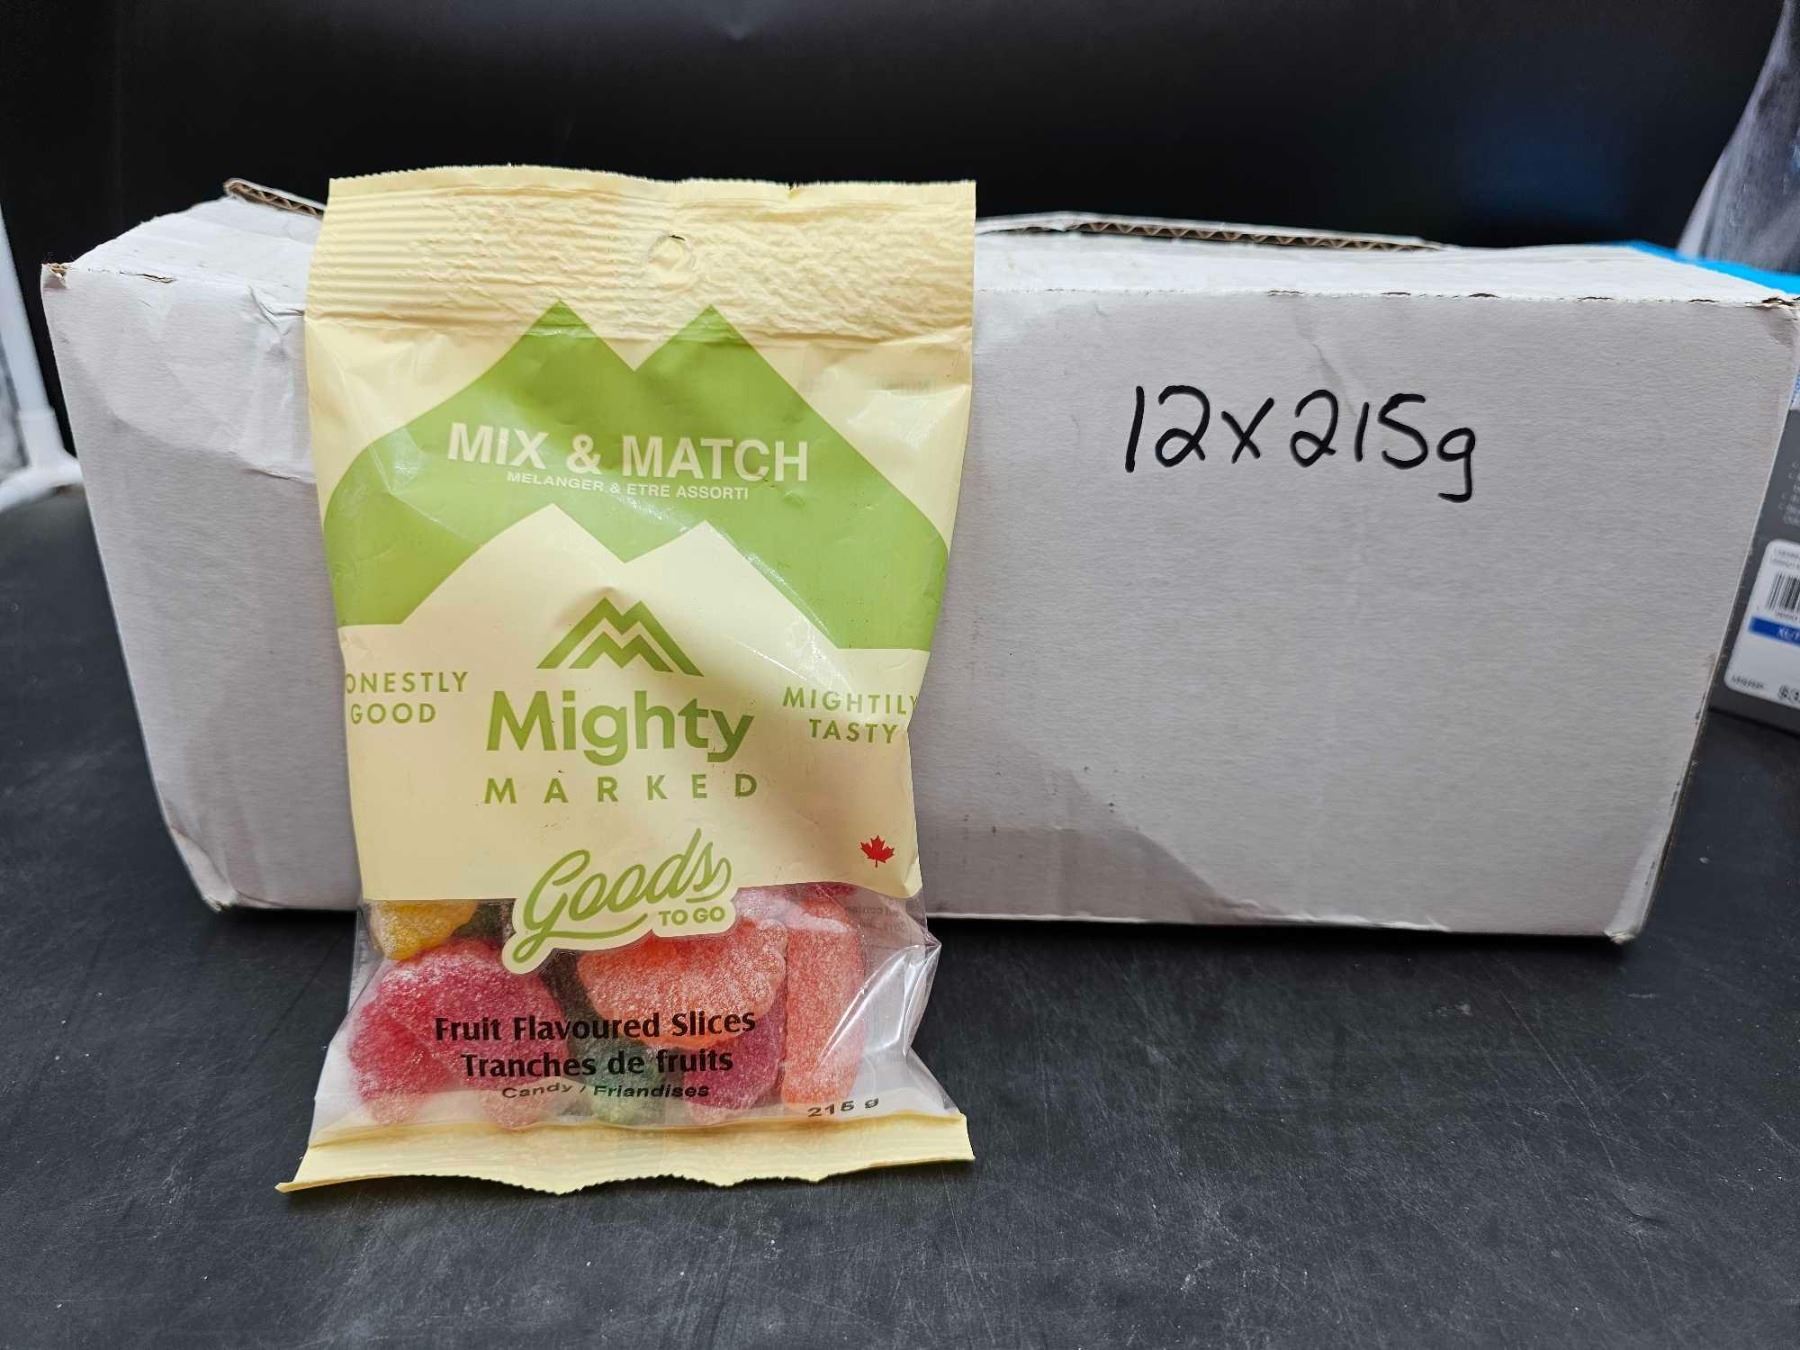 MIX & MATCH
MELANGER & ETRE ASSORTI
ONESTLY
GOOD
Mighty
MARKED
MIGHTILY
TASTY
Goods
TO GO
Fruit Flavoured Slices
Tranches de fruits
Candy / Friandises
215 g
12x215g